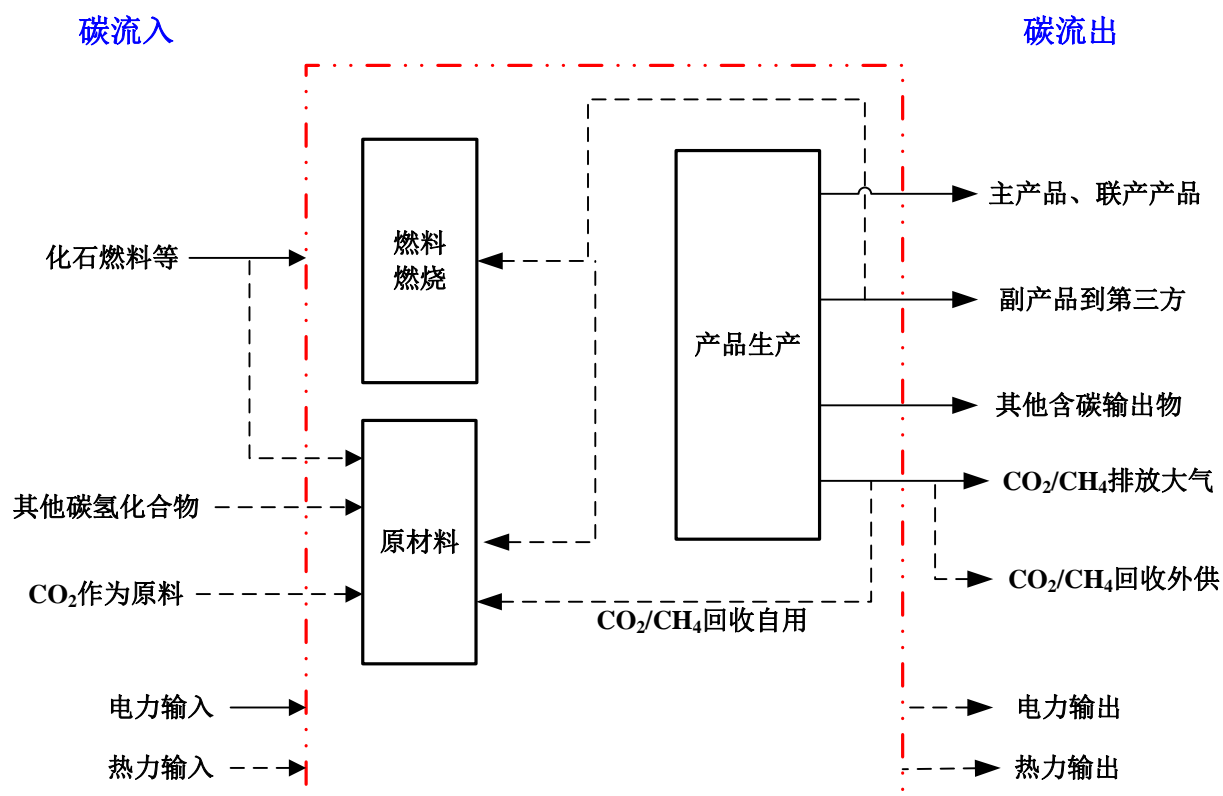 碳流入
碳流出
燃料
燃烧
主产品、联产产品
化石燃料等
副产品到第三方
产品生产
其他含碳输出物
其他碳氢化合物
CO₂/CH₄排放大气
原材料
CO₂作为原料
CO₂/CH₄回收外供
CO₂/CH₄回收自用
电力输入
电力输出
热力输入
热力输出